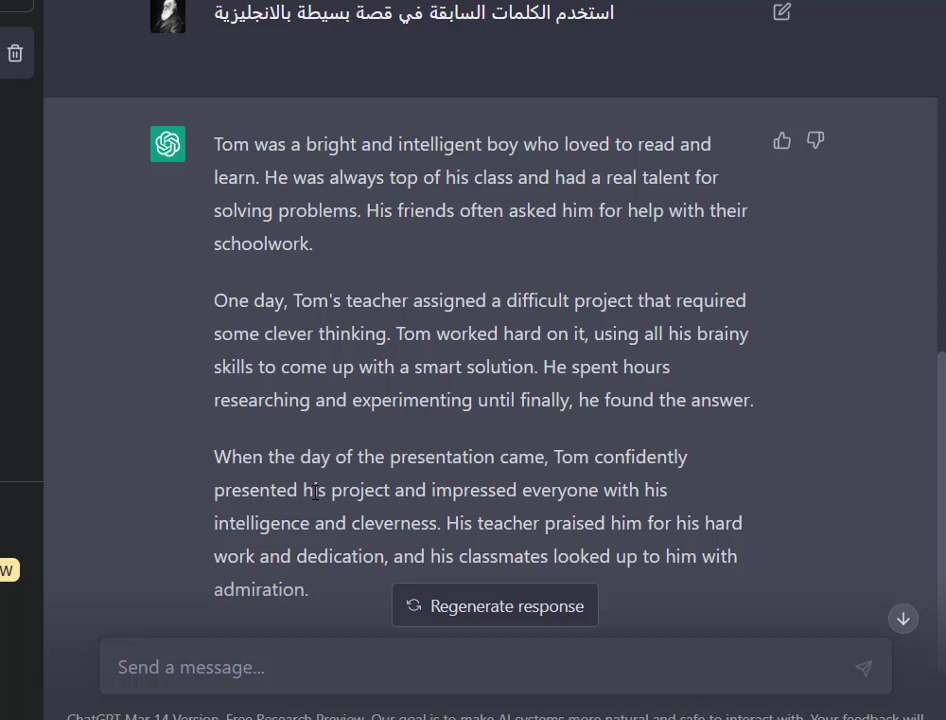 استخدم الكلمات السابقة في قصة بسيطة بالانجليزية
Tom was a bright and intelligent boy who loved to read and
learn. He was always top of his class and had a real talent for
solving problems. His friends often asked him for help with their
schoolwork.
One day, Tom's teacher assigned a difficult project that required
some clever thinking. Tom worked hard on it, using all his brainy
skills to come up with a smart solution. He spent hours
researching and experimenting until finally, he found the answer.
When the day of the presentation came, Tom confidently
presented his project and impressed everyone with his
intelligence and cleverness. His teacher praised him for his hard
work and dedication, and his classmates looked up to him with
admiration.
Regenerate response
W
Send a message...
ChatGPT Mar 14 Version. Free Research Preview. Our goal is to make AI systems more natural and safe to interact with. Your feedback will